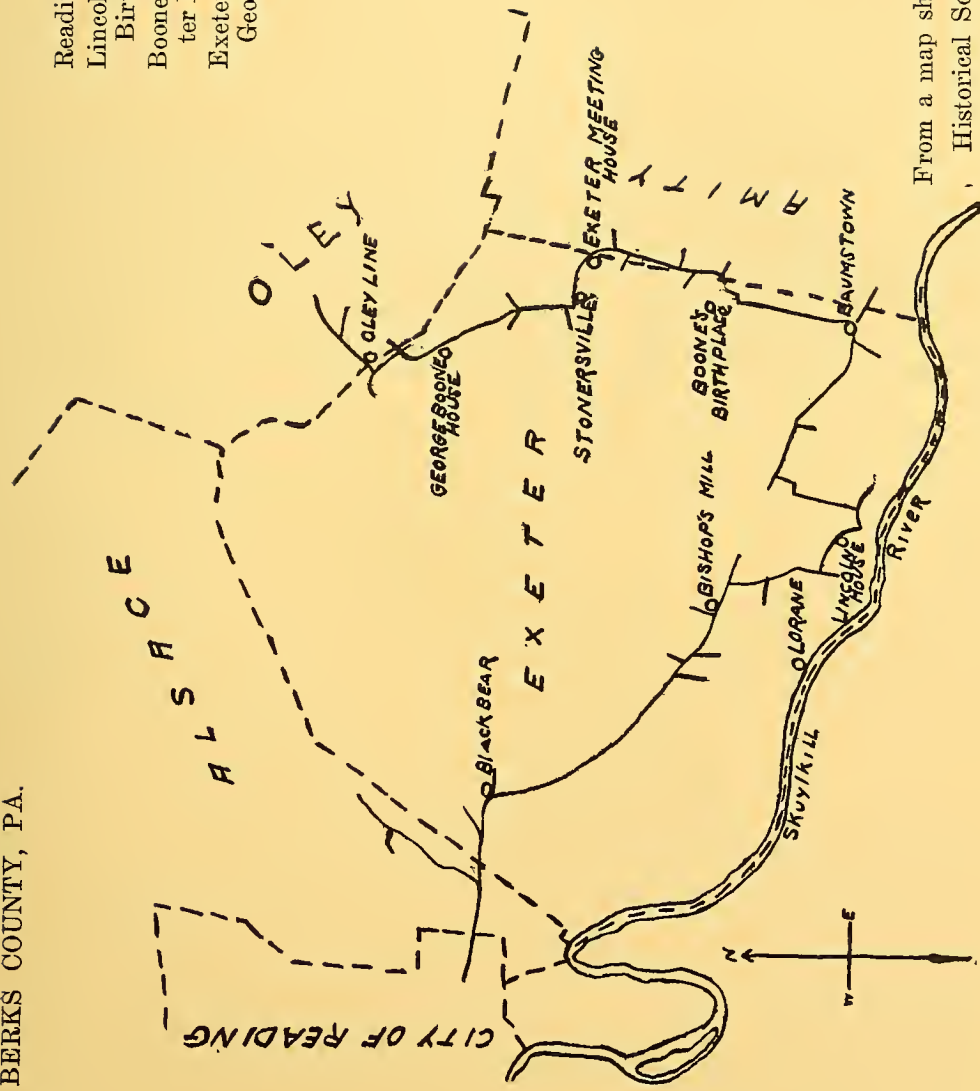 BERKS COUNTY, PA.
Readi
Lincol
Bir
Boone
ter
Exete
Geo
ALSACE
OLEY
OLEY LINE
GEORGE BOONE
HOUSE
EXETER MEETING
HOUSE
STONERSVILLE
AMITY
EXETER
BOONE'S
BIRTHPLACE
BAUMSTOWN
BISHOP'S MILL
BLACK BEAR
LORANE
LINCOLN
HOUSE
SKUYLKILL
RIVER
CITY OF READING
N
W
E
From a map sh
Historical So